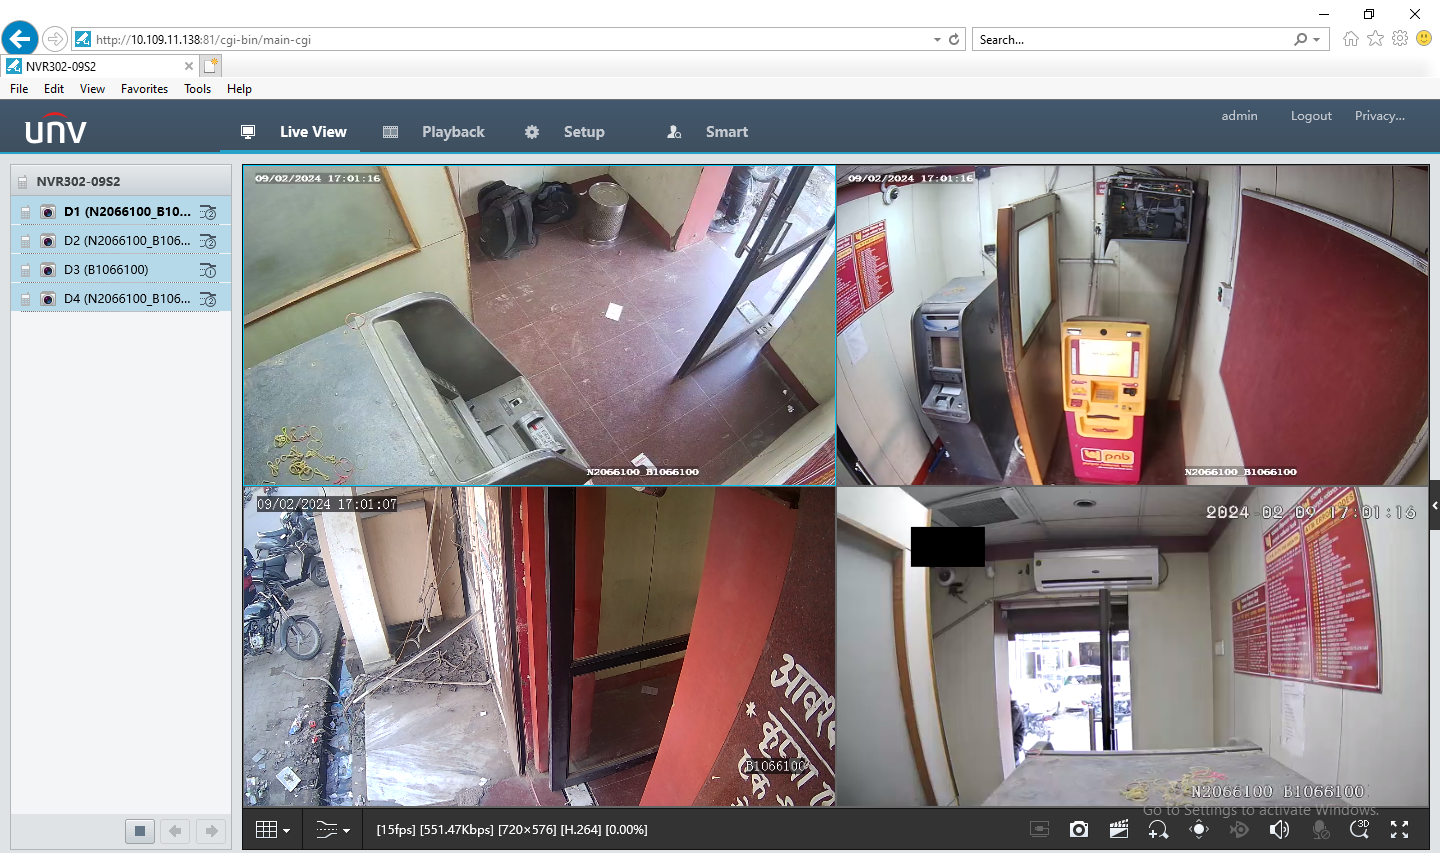 http://10.109.11.138:81/cgi-bin/main-cgi
Search...
NVR302-09S2
File Edit View Favorites Tools Help
unv
Live View Playback Setup Smart
admin Logout Privacy...
NVR302-09S2
D1 (N2066100_B10...
D2 (N2066100_B106...
D3 (B1066100)
D4 (N2066100_B106...
09/02/2024 17:01:16
N2066100_B1066100
09/02/2024 17:01:16
pnb
N2066100_B1066100
09/02/2024 17:01:07
B1066100
2024-02-09 17:01:16
N2066100_B1066100
Go to Settings to activate Windows.
[15fps] [551.47Kbps] [720×576] [H.264] [0.00%]
3D